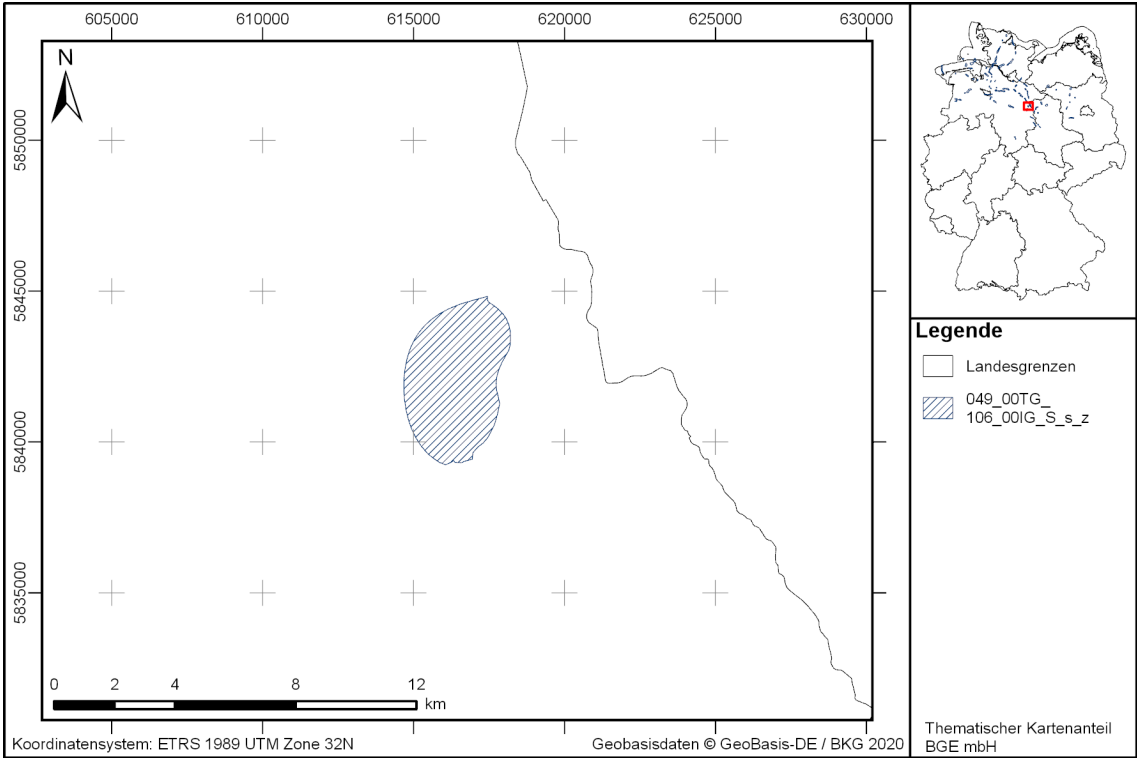 605000 610000 615000 620000 625000 630000
N
5850000
5845000
5840000
5835000
0 2 4 8 12
km
Koordinatensystem: ETRS 1989 UTM Zone 32N
Geobasisdaten © GeoBasis-DE / BKG 2020
Legende
Landesgrenzen
049_00TG_
106_00IG_S_s_z
Thematischer Kartenanteil
BGE mbH